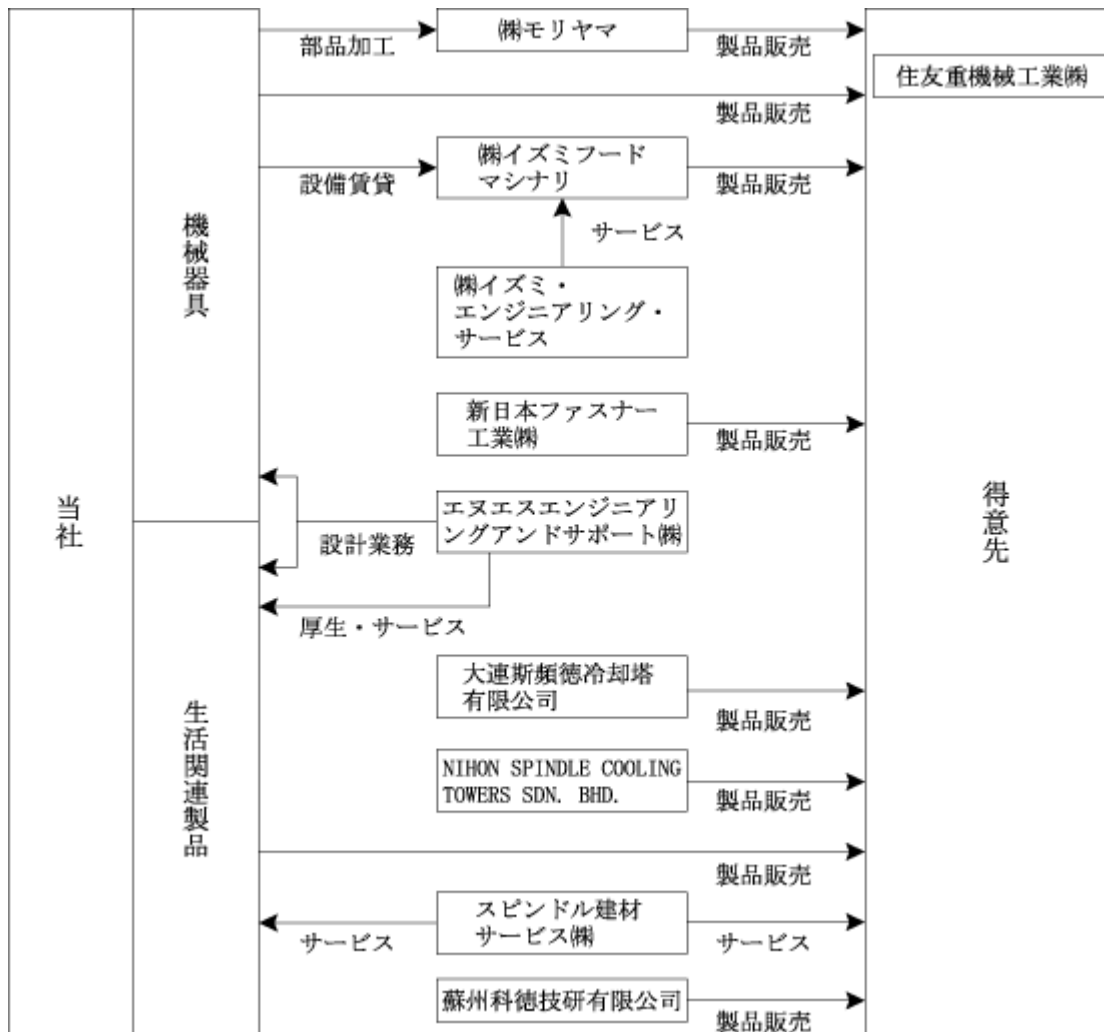 ㈱モリヤマ
部品加工
製品販売
住友重機械工業㈱
製品販売
㈱イズミフード
マシナリ
設備賃貸
製品販売
機械器具
サービス
㈱イズミ・
エンジニアリング・
サービス
新日本ファスナー
工業㈱
製品販売
当社
得意先
エヌエスエンジニアリ
ングアンドサポート㈱
設計業務
厚生・サービス
大連斯頻徳冷却塔
有限公司
製品販売
生活関連製品
NIHON SPINDLE COOLING
TOWERS SDN. BHD.
製品販売
製品販売
スピンドル建材
サービス㈱
サービス
サービス
蘇州科徳技研有限公司
製品販売